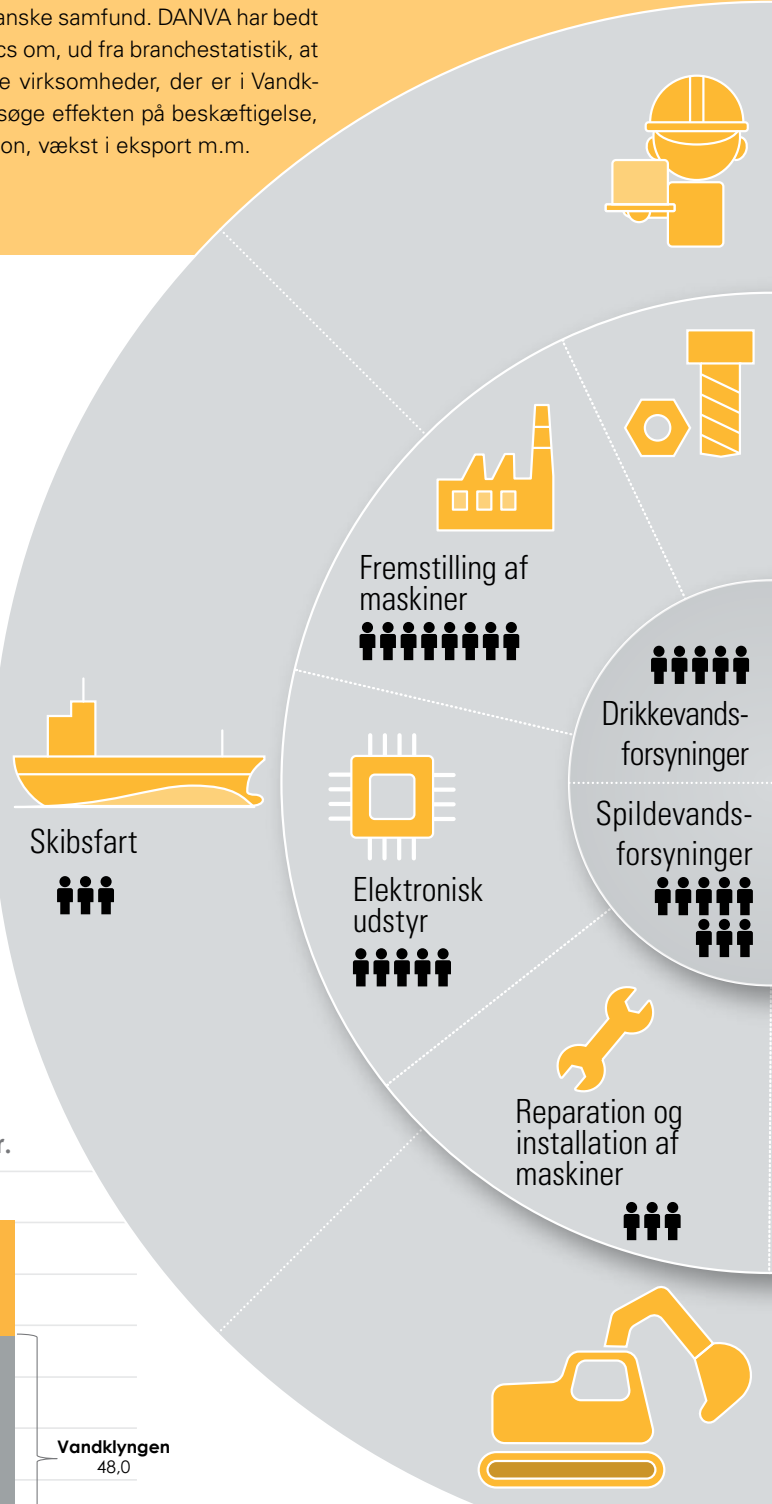 anske samfund. DANVA har bedt
cs om, ud fra branchestatistik, at
e virksomheder, der er i Vandk-
søge effekten på beskæftigelse,
on, vækst i eksport m.m.
Fremstilling af
maskiner
Drikkevands-
forsyninger
Spildevands-
forsyninger
Skibsfart
Elektronisk
udstyr
Reparation og
installation af
maskiner
r.
Vandklyngen
48,0